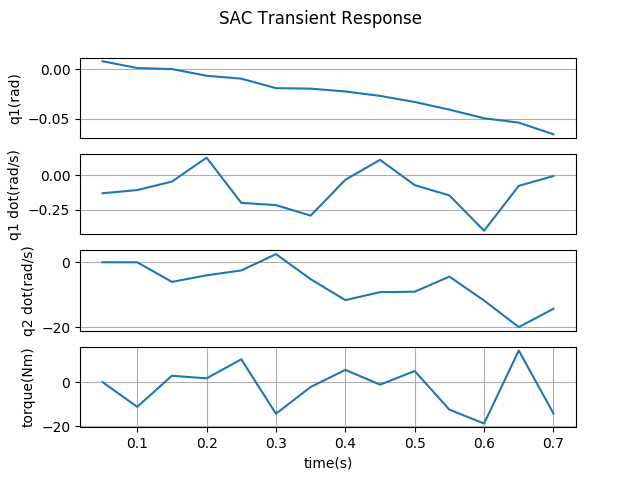 SAC Transient Response
q1(rad)
0.00
−0.05
q1 dot(rad/s)
0.00
−0.25
q2 dot(rad/s)
0
−20
torque(Nm)
0
−20
0.1 0.2 0.3 0.4 0.5 0.6 0.7
time(s)